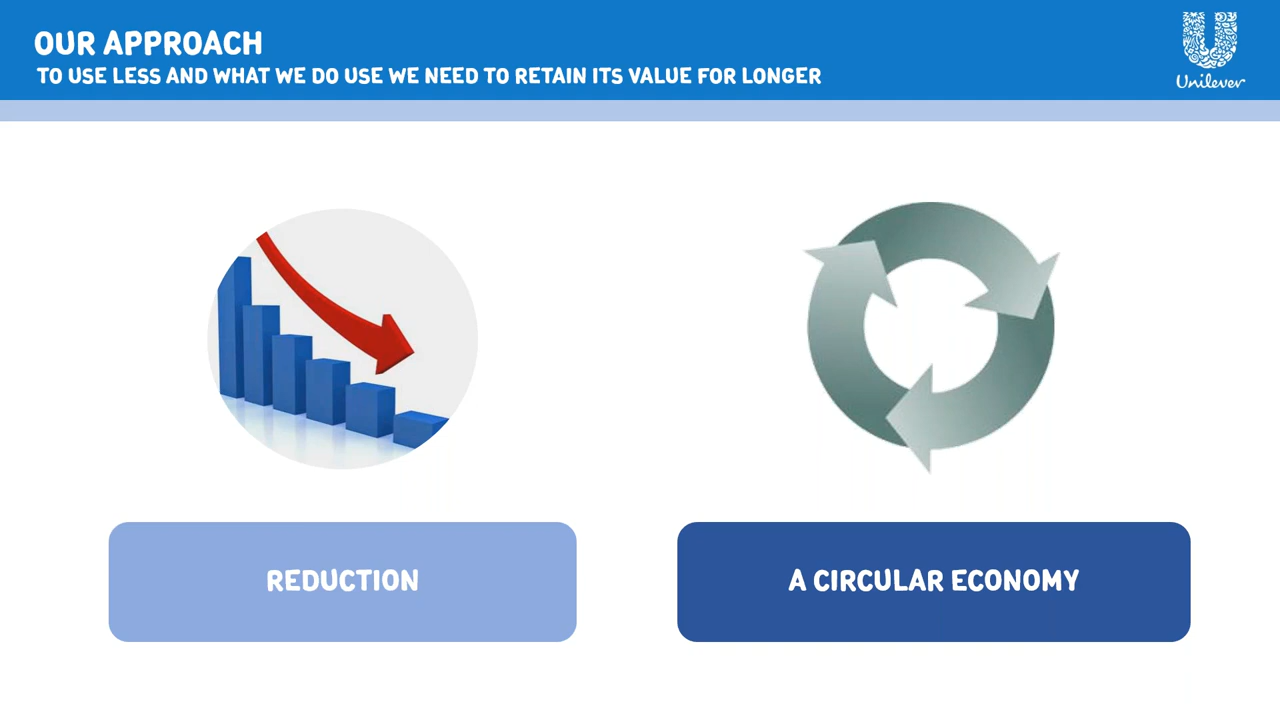 OUR APPROACH
TO USE LESS AND WHAT WE DO USE WE NEED TO RETAIN ITS VALUE FOR LONGER
Unilever
REDUCTION
A CIRCULAR ECONOMY